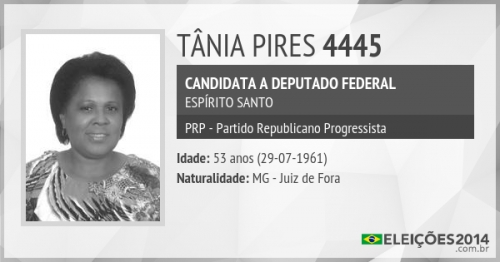 TÂNIA PIRES 4445
CANDIDATA A DEPUTADO FEDERAL
ESPÍRITO SANTO
PRP - Partido Republicano Progressista
Idade: 53 anos (29-07-1961)
Naturalidade: MG - Juiz de Fora
ELEIÇÕES2014
.com.br